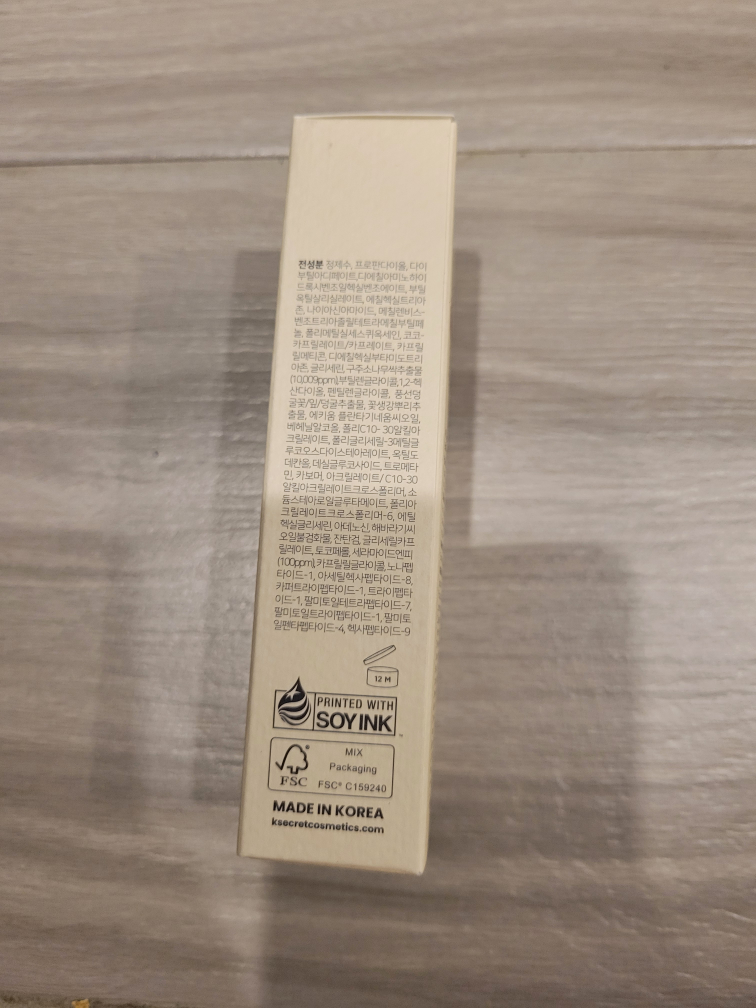 전성분 정제수, 프로판다이올, 다이
부틸아디페이트,디에칠아미노하이
드록시벤조일헥실벤조에이트, 부틸
옥틸살리실레이트, 에칠헥실트리아
존, 나이아신아마이드, 메칠렌비스-
벤조트리아졸릴테트라메칠부틸페
놀, 폴리메틸실세스퀴옥세인, 코코-
카프릴레이트/카프레이트, 카프릴
릴메티콘, 디에칠헥실부타미도트리
아존, 글리세린, 구주소나무싹추출물
(10,009ppm),부틸렌글라이콜,1,2-헥
산다이올, 펜틸렌글라이콜, 풍선덩
굴꽃/잎/덩굴추출물, 꽃생강뿌리추
출물, 에키움 플란타기네움씨오일,
베헤닐알코올, 폴리C10- 30알킬아
크릴레이트, 폴리글리세릴-3메틸글
루코오스다이스테아레이트, 옥틸도
데칸올, 데실글루코사이드, 트로메타
민, 카보머, 아크릴레이트/ C10-30
알킬아크릴레이트크로스폴리머, 소
듐스테아로일글루타메이트, 폴리아
크릴레이트크로스폴리머-6, 에틸
헥실글리세린, 아데노신, 해바라기씨
오일불검화물, 잔탄검, 글리세릴카프
릴레이트, 토코페롤, 세라마이드엔피
(100ppm),카프릴릴글라이콜, 노나펩
타이드-1, 아세틸헥사펩타이드-8,
카퍼트라이펩타이드-1, 트라이펩타
이드-1, 팔미토일테트라펩타이드-7,
팔미토일트라이펩타이드-1, 팔미토
일펜타펩타이드-4, 헥사펩타이드-9
12 M
PRINTED WITH
SOY INK
FSC
MIX
Packaging
FSC® C159240
MADE IN KOREA
ksecretcosmetics.com